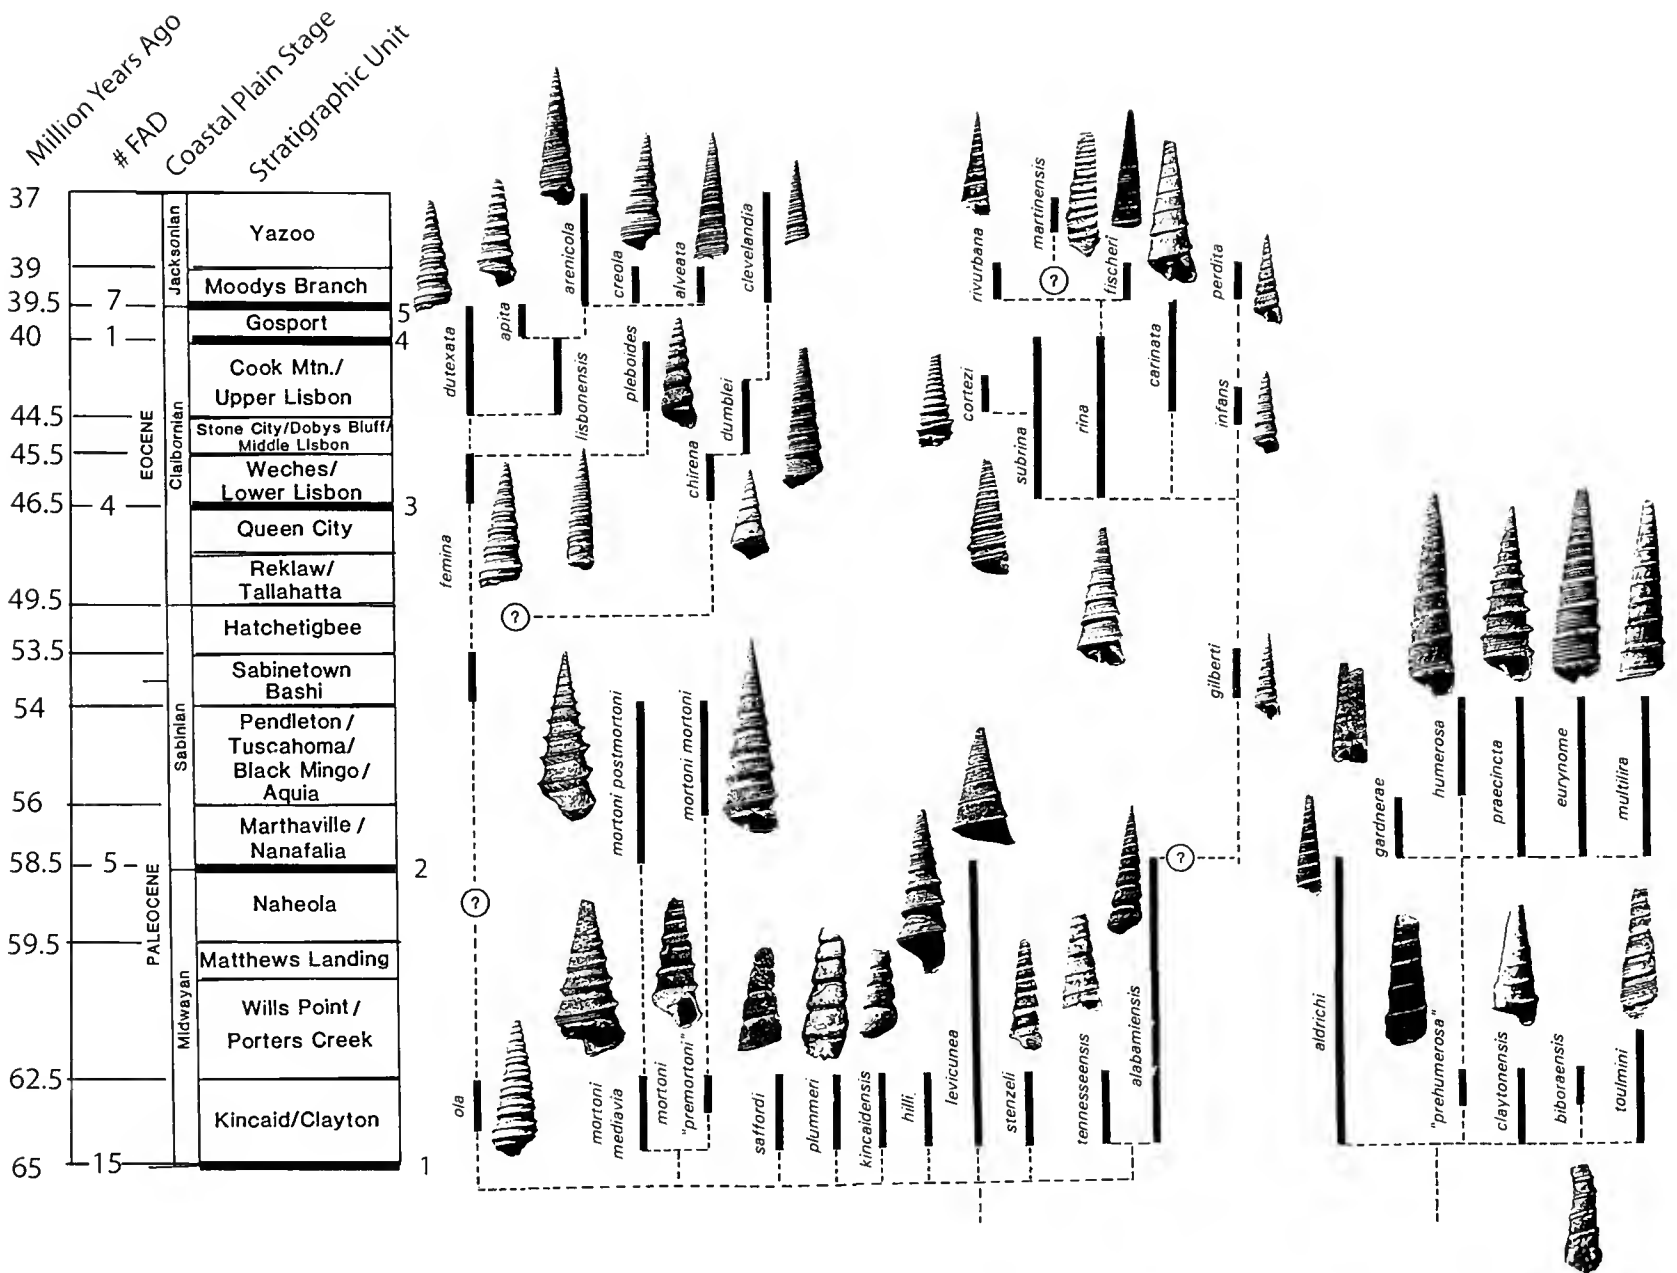 Million Years Ago
# FAD
Coastal Plain Stage
Stratigraphic Unit
37
39
39.5
40
44.5
45.5
46.5
49.5
53.5
54
56
58.5
59.5
62.5
65
7
1
4
5
15
EOCENE
PALEOCENE
Jacksonian
Claibornian
Sabinian
Midwayan
Yazoo
Moodys Branch
Gosport
Cook Mtn./
Upper Lisbon
Stone City/Dobys Bluff/
Middle Lisbon
Weches/
Lower Lisbon
Queen City
Reklaw/
Tallahatta
Hatchetigbee
Sabinetown
Bashi
Pendleton/
Tuscahoma/
Black Mingo/
Aquia
Marthaville/
Nanafalia
Naheola
Matthews Landing
Wills Point/
Porters Creek
Kincaid/Clayton
5
4
3
2
1
dutexata
apita
arenicola
creola
alveata
clevelandia
lisbonensis
pleboides
dumblei
chirena
femina
?
?
ola
mortoni postmortoni
mortoni mortoni
mortoni
mediavia
mortoni
"premortoni"
saffordi
plummeri
kincaidensis
hilli
levicunea
stenzeli
tennesseensis
alabamiensis
?
rivurbana
martinensis
?
fischeri
carinata
perdita
cortezi
subrina
rina
infans
gilberti
aldrichi
gardnerae
humerosa
praecincta
eurynome
multilira
"prehumerosa"
claytonensis
biboraensis
toulmini